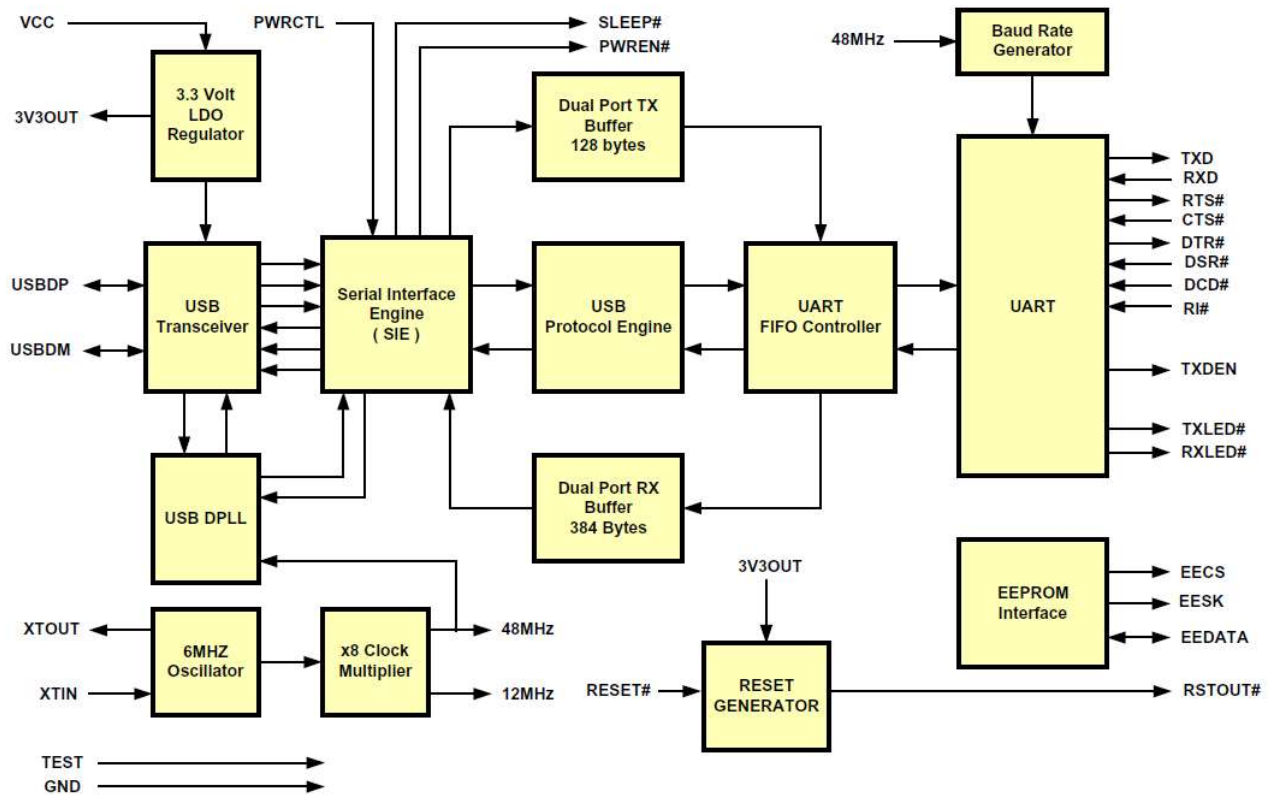 VCC
PWRCTL
SLEEP#
PWREN#
48MHz
Baud Rate
Generator
3.3 Volt
LDO
Regulator
3V3OUT
Dual Port TX
Buffer
128 bytes
TXD
RXD
RTS#
CTS#
DTR#
DSR#
DCD#
RI#
USBDP
USBDM
USB
Transceiver
Serial Interface
Engine
( SIE )
USB
Protocol Engine
UART
FIFO Controller
UART
TXDEN
TXLED#
RXLED#
USB DPLL
Dual Port RX
Buffer
384 Bytes
3V3OUT
EEPROM
Interface
EECS
EESK
EEDATA
XTOUT
XTIN
6MHZ
Oscillator
x8 Clock
Multiplier
48MHz
12MHz
RESET#
RESET
GENERATOR
RSTOUT#
TEST
GND